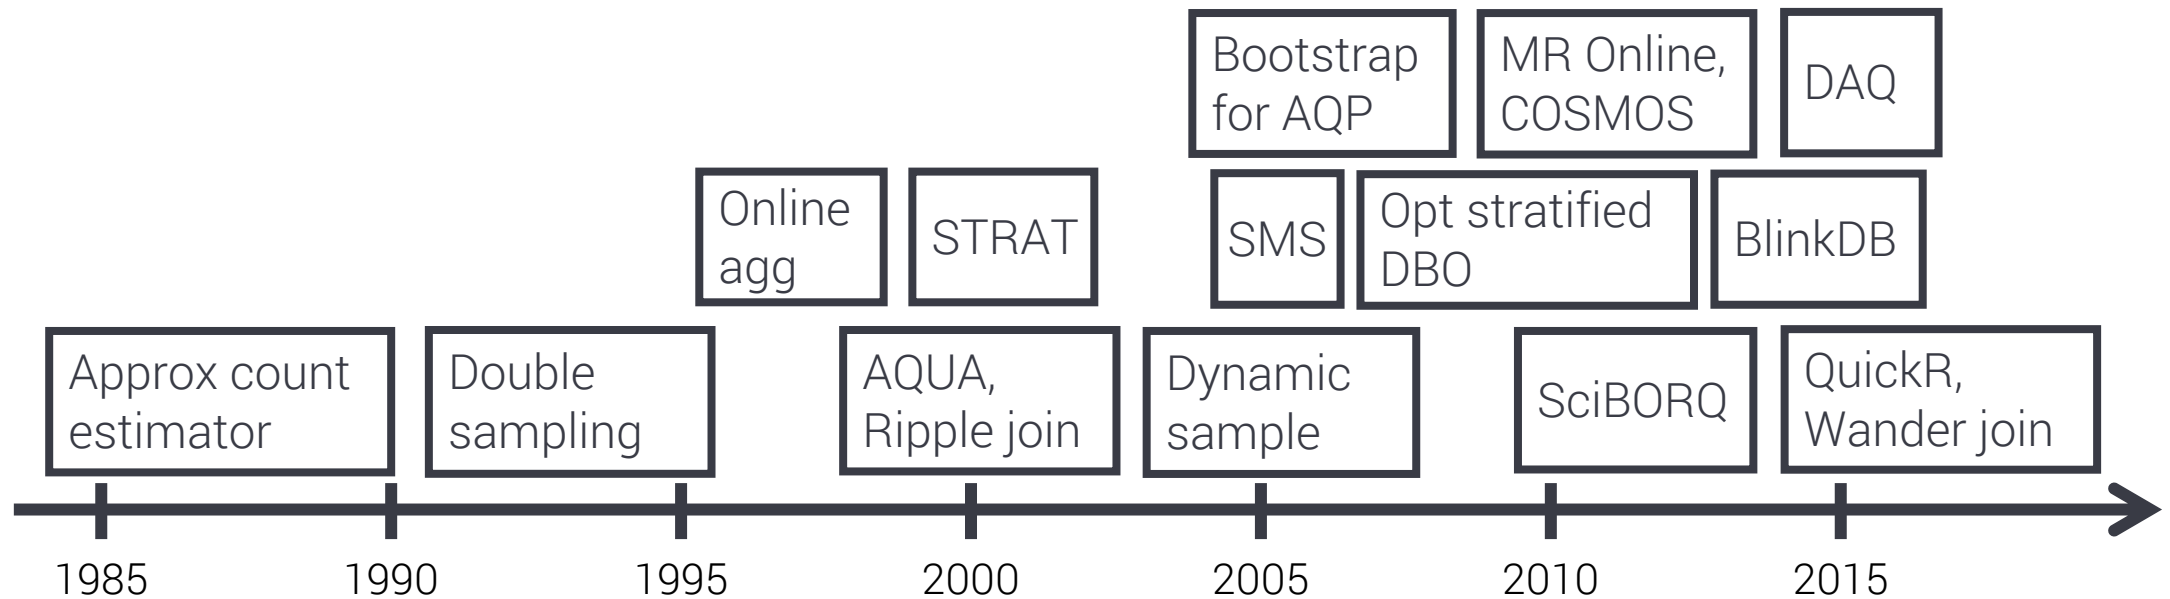 Bootstrap
for AQP
MR Online,
COSMOS
DAQ
Online
agg
STRAT
SMS
Opt stratified
DBO
BlinkDB
Approx count
estimator
Double
sampling
AQUA,
Ripple join
Dynamic
sample
SciBORQ
QuickR,
Wander join
1985
1990
1995
2000
2005
2010
2015